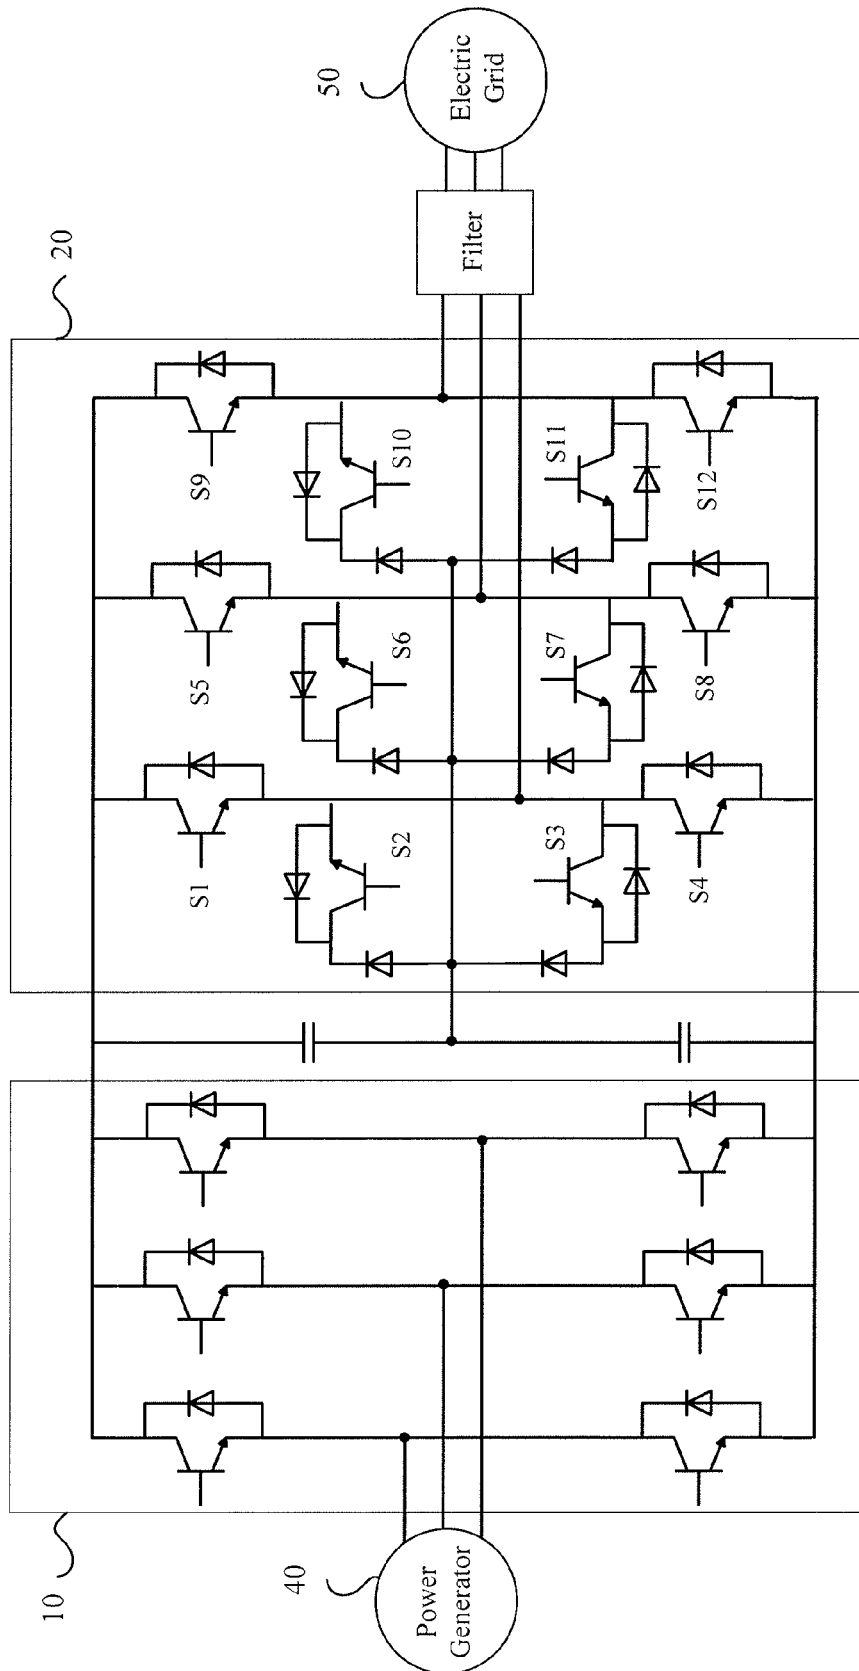 10
40
Power
Generator
S1
S2
S3
S4
S5
S6
S7
S8
S9
S10
S11
S12
20
Filter
50
Electric
Grid